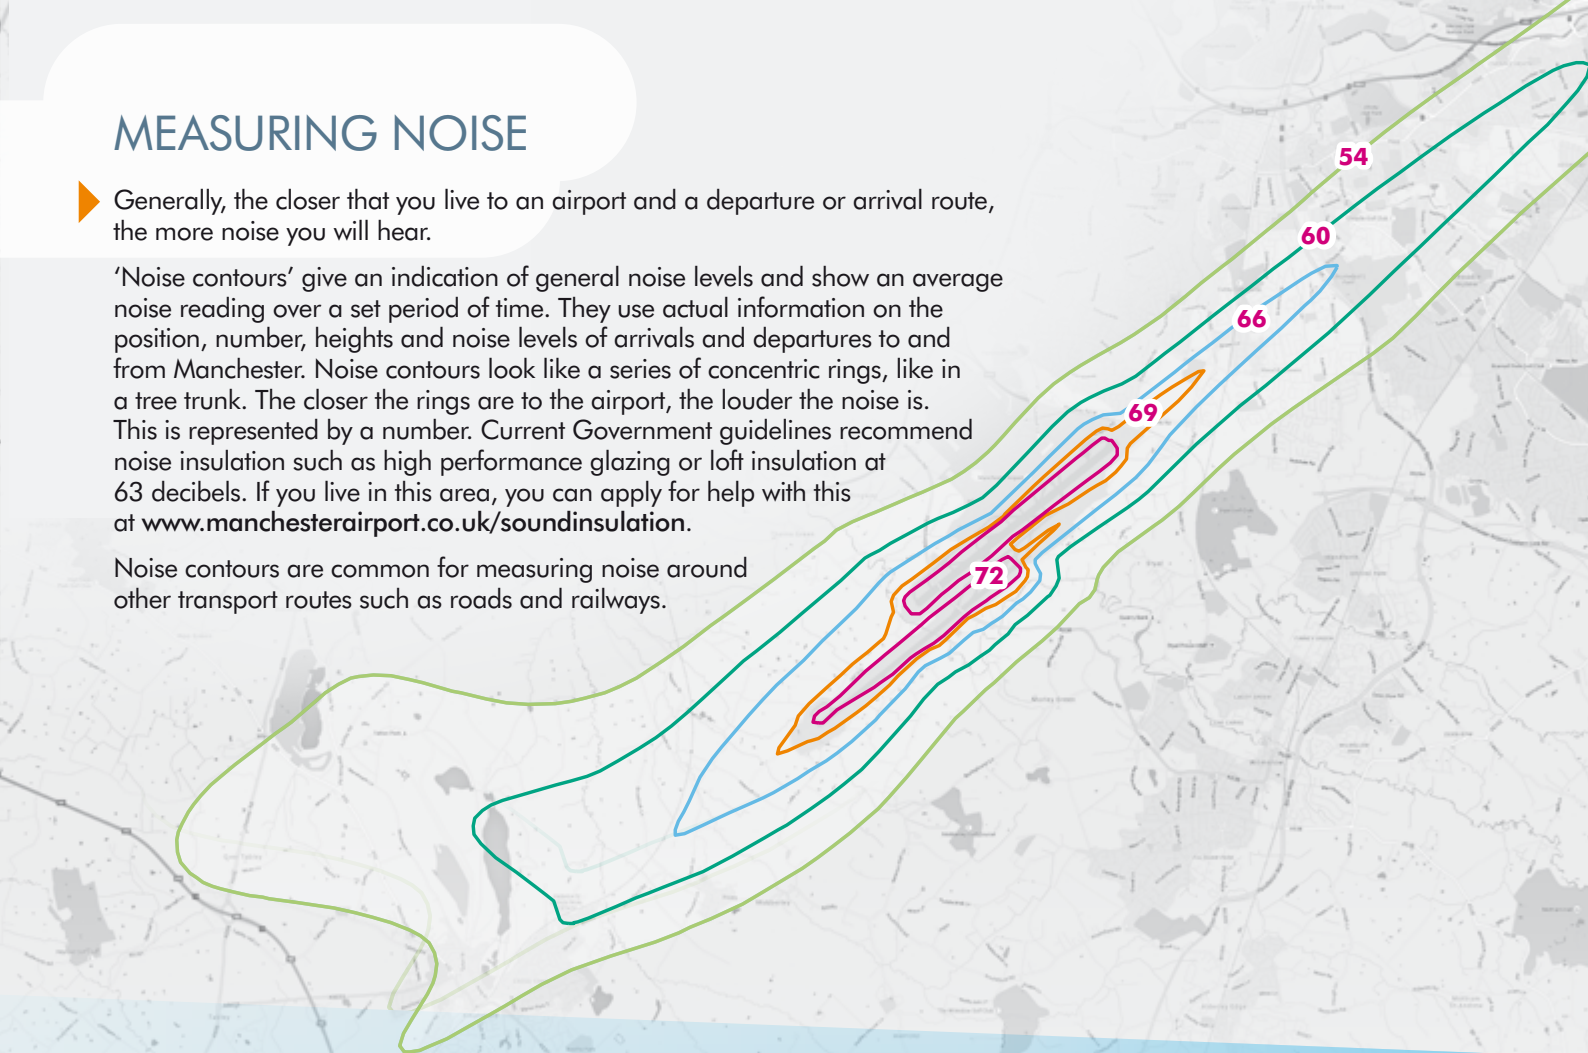 MEASURING NOISE
Generally, the closer that you live to an airport and a departure or arrival route,
the more noise you will hear.
‘Noise contours’ give an indication of general noise levels and show an average
noise reading over a set period of time. They use actual information on the
position, number, heights and noise levels of arrivals and departures to and
from Manchester. Noise contours look like a series of concentric rings, like in
a tree trunk. The closer the rings are to the airport, the louder the noise is.
This is represented by a number. Current Government guidelines recommend
noise insulation such as high performance glazing or loft insulation at
63 decibels. If you live in this area, you can apply for help with this
at www.manchesterairport.co.uk/soundinsulation.
Noise contours are common for measuring noise around
other transport routes such as roads and railways.
54
60
66
69
72